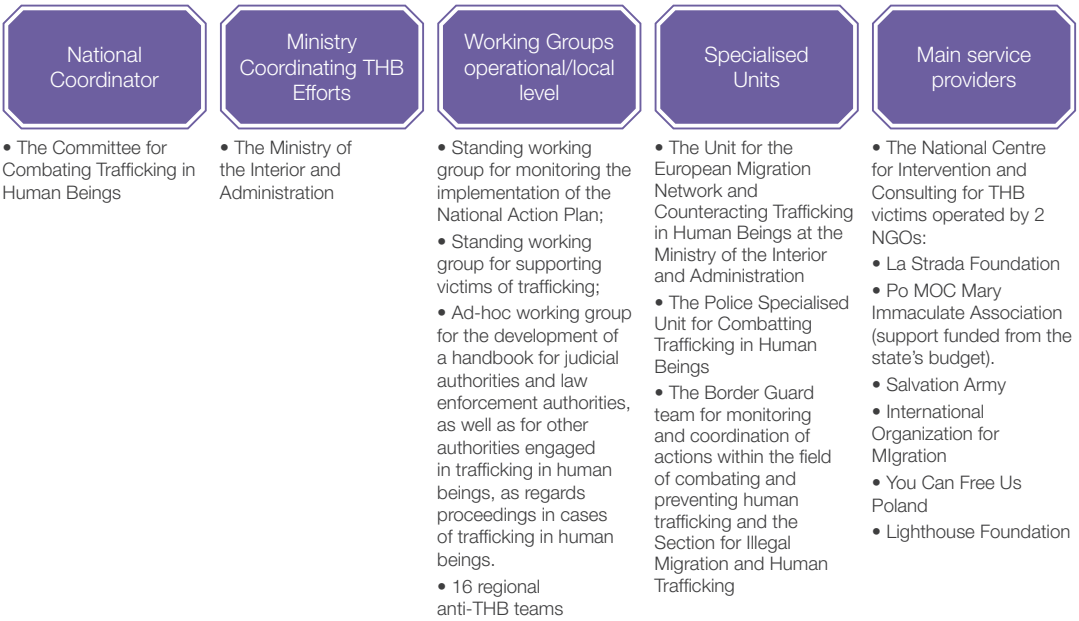 National
Coordinator
• The Committee for
Combating Trafficking in
Human Beings
Ministry
Coordinating THB
Efforts
• The Ministry of
the Interior and
Administration
Working Groups
operational/local
level
• Standing working
group for monitoring the
implementation of the
National Action Plan;
• Standing working
group for supporting
victims of trafficking;
• Ad-hoc working group
for the development of
a handbook for judicial
authorities and law
enforcement authorities,
as well as for other
authorities engaged
in trafficking in human
beings, as regards
proceedings in cases
of trafficking in human
beings.
• 16 regional
anti-THB teams
Specialised
Units
• The Unit for the
European Migration
Network and
Counteracting Trafficking
in Human Beings at the
Ministry of the Interior
and Administration
• The Police Specialised
Unit for Combatting
Trafficking in Human
Beings
• The Border Guard
team for monitoring
and coordination of
actions within the field
of combating and
preventing human
trafficking and the
Section for Illegal
Migration and Human
Trafficking
Main service
providers
• The National Centre
for Intervention and
Consulting for THB
victims operated by 2
NGOs:
• La Strada Foundation
• Po MOC Mary
Immaculate Association
(support funded from the
state’s budget).
• Salvation Army
• International
Organization for
MIgration
• You Can Free Us
Poland
• Lighthouse Foundation